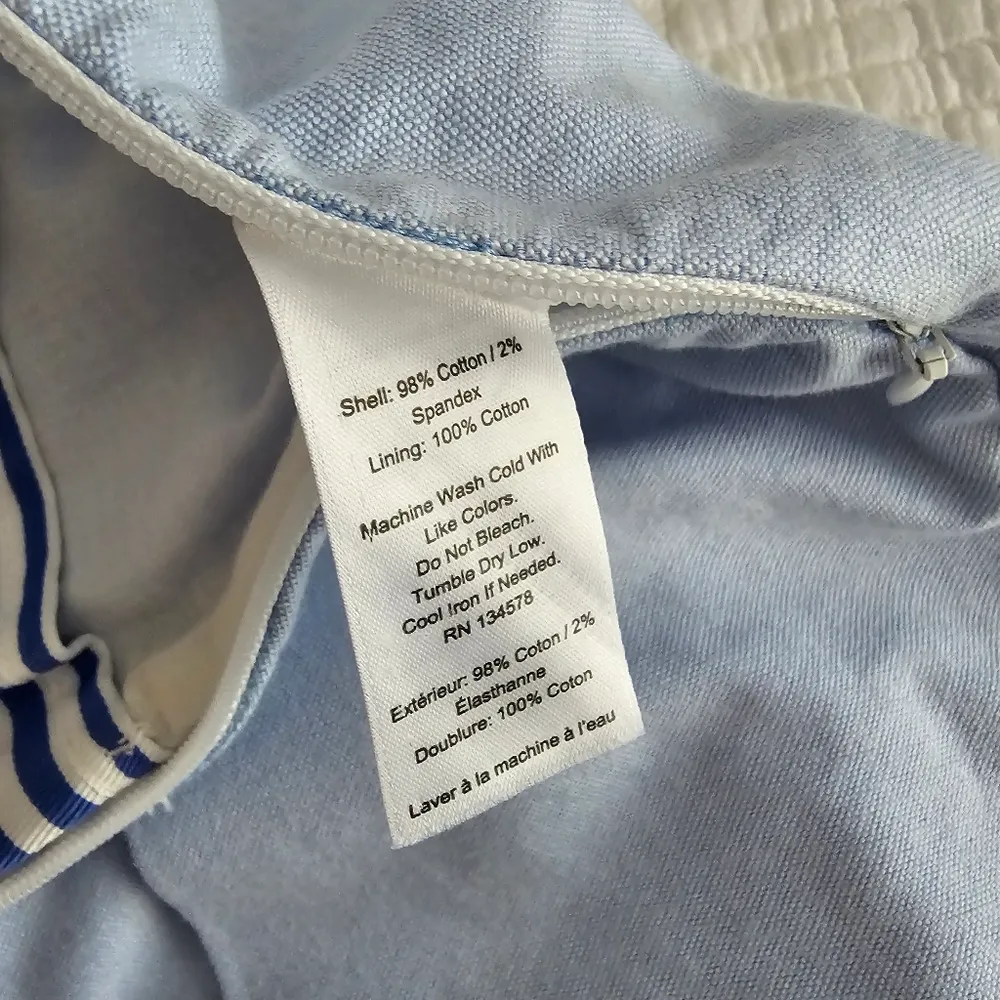 Shell: 98% Cotton / 2%
Spandex
Lining: 100% Cotton
Machine Wash Cold With
Like Colors.
Do Not Bleach.
Tumble Dry Low.
Cool Iron If Needed.
RN 134578
Extérieur: 98% Coton / 2%
Élasthanne
Doublure: 100% Coton
Laver à la machine à l'eau